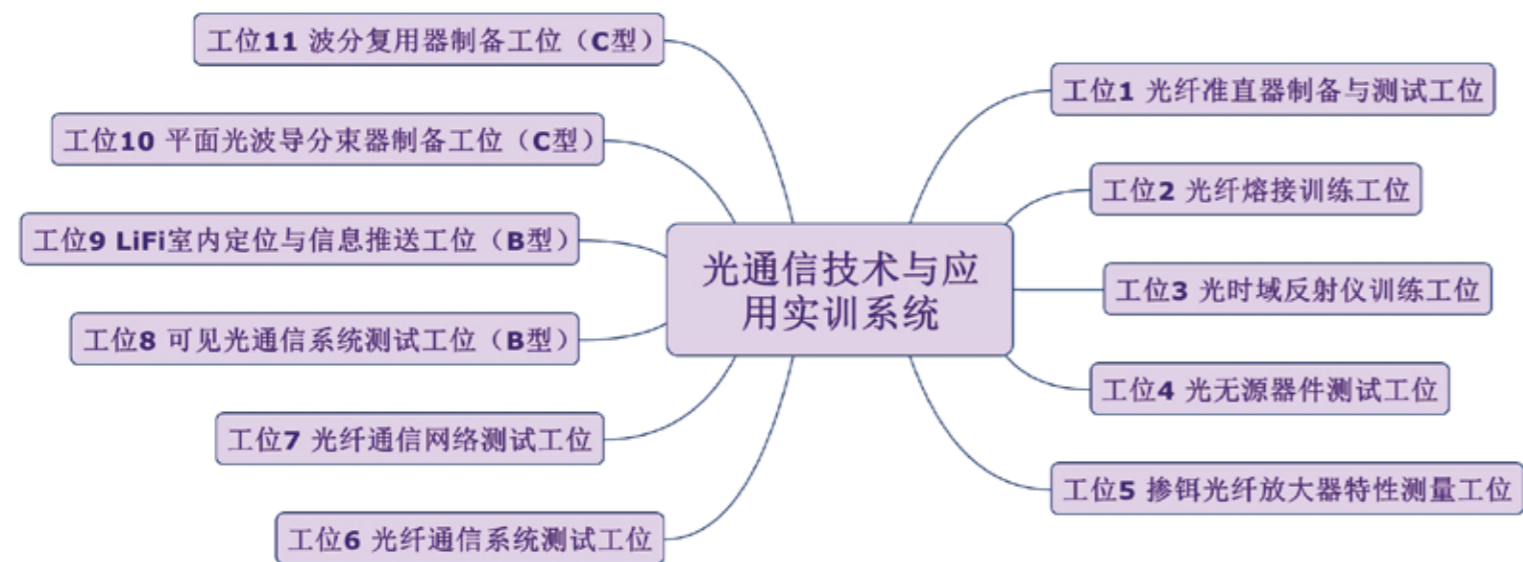 工位11 波分复用器制备工位（C型）
工位10 平面光波导分束器制备工位（C型）
工位9 LiFi室内定位与信息推送工位（B型）
工位8 可见光通信系统测试工位（B型）
工位7 光纤通信网络测试工位
工位6 光纤通信系统测试工位
光通信技术与应
用实训系统
工位1 光纤准直器制备与测试工位
工位2 光纤熔接训练工位
工位3 光时域反射仪训练工位
工位4 光无源器件测试工位
工位5 掺铒光纤放大器特性测量工位